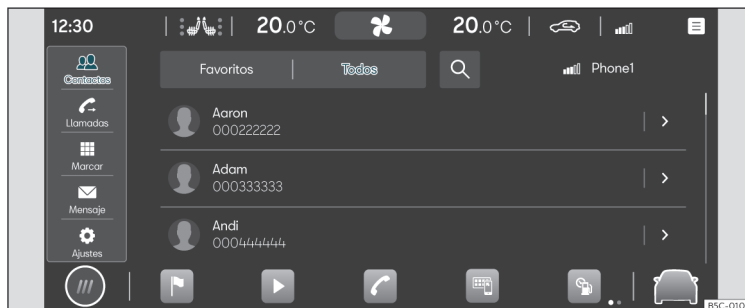 12:30
20.0°C
20.0°C
Contactos
Favoritos
Todos
Phone1
Llamadas
Aaron
000222222
Marcar
Adam
000333333
Mensaje
Andi
000444444
Ajustes
B5C-010